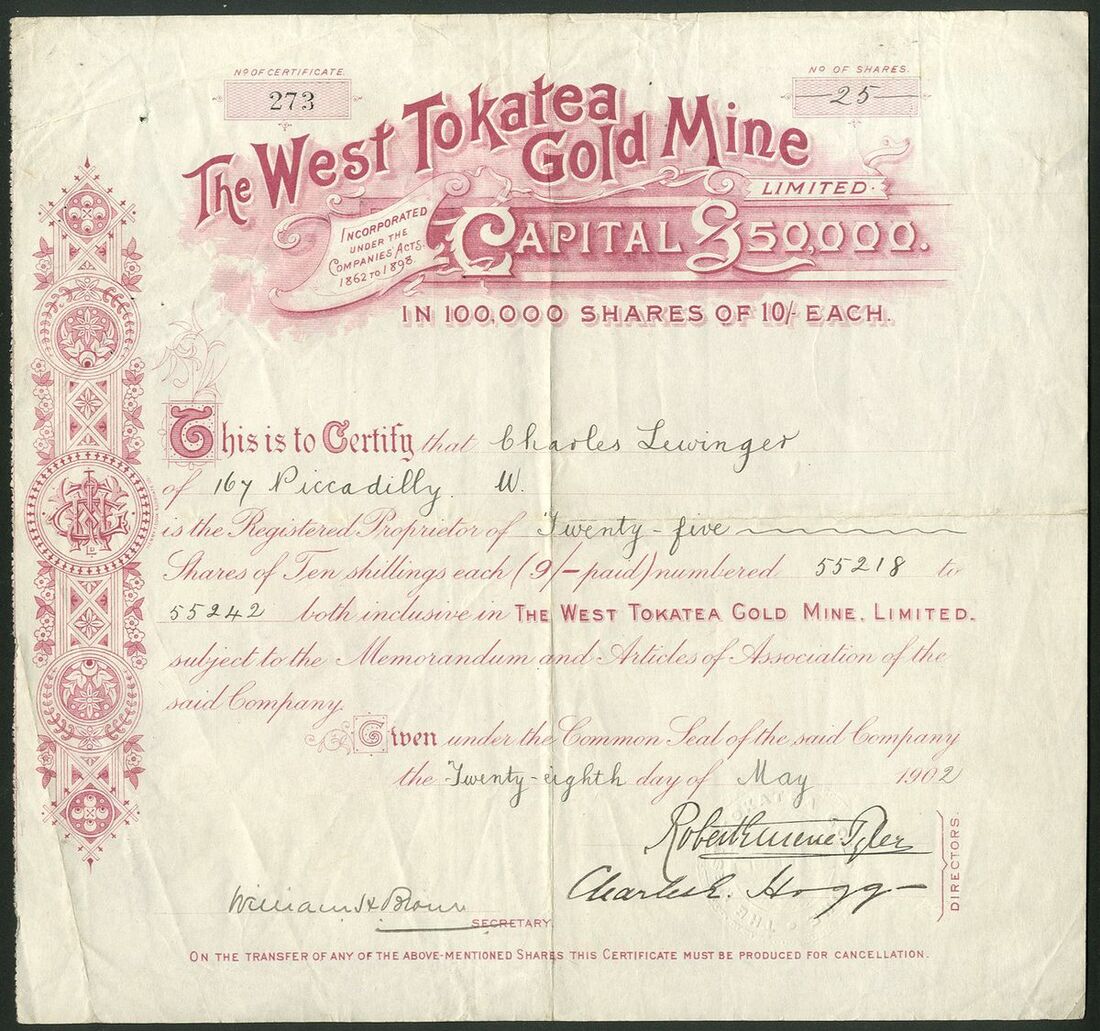 No OF CERTIFICATE.
273
No OF SHARES.
25
The West Tokatea
Gold Mine
LIMITED.
INCORPORATED
UNDER THE
COMPANIES' ACTS.
1862 TO 1898.
CAPITAL £50,000.
IN 100,000 SHARES OF 10/- EACH.
This is to Certify that Charles Lewinger
of 167 Piccadilly. W.
is the Registered Proprietor of Twenty-five
Shares of Ten shillings each (9/- paid) numbered 55218 to
55242 both inclusive in THE WEST TOKATEA GOLD MINE, LIMITED.
subject to the Memorandum and Articles of Association of the
said Company.
Given under the Common Seal of the said Company
the Twenty-eighth day of May 1902
Robert Tyler
Charles E. Hogg
DIRECTORS.
William H Brown
SECRETARY.
ON THE TRANSFER OF ANY OF THE ABOVE-MENTIONED SHARES THIS CERTIFICATE MUST BE PRODUCED FOR CANCELLATION.